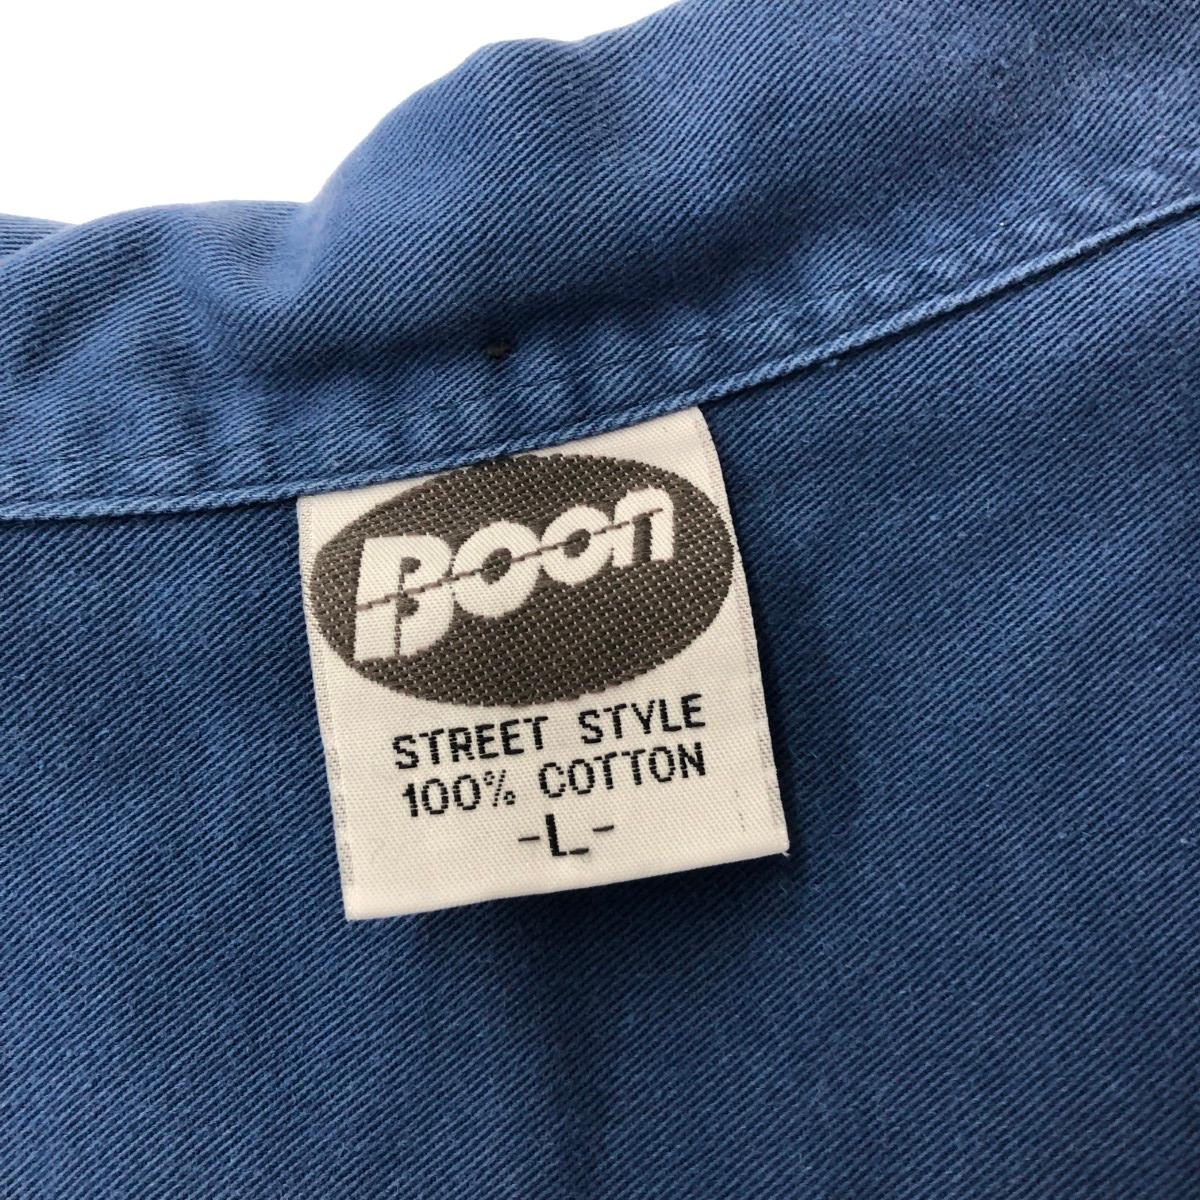 Boon
STREET STYLE
100% COTTON
-L-